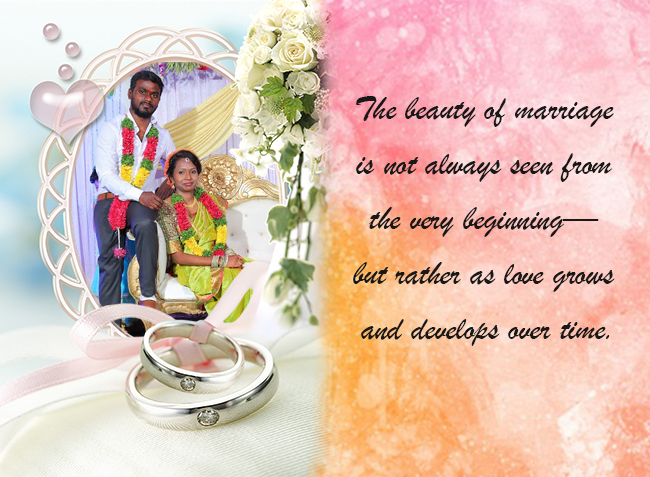 The beauty of marriage
is not always seen from
the very beginning—
but rather as love grows
and develops over time.